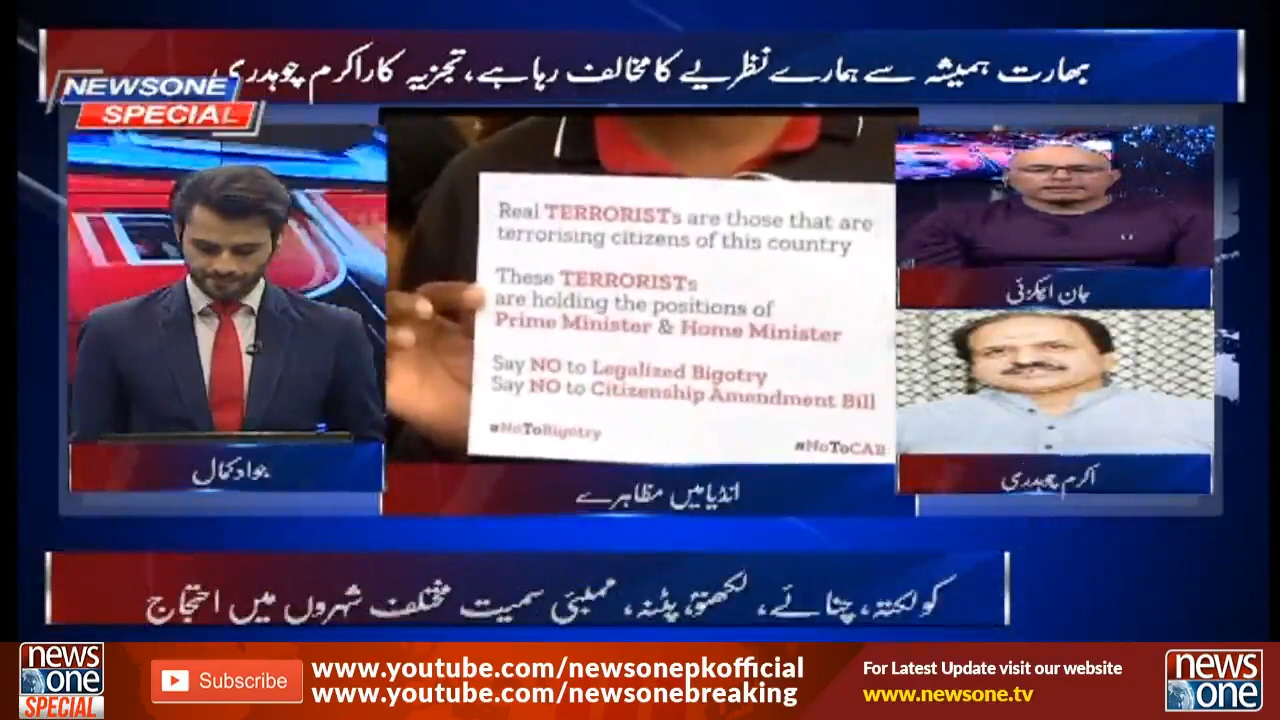 بھارت ہمیشہ سے ہمارے نظریے کا مخالف رہا ہے، تجزیہ کار اکرم چوہدری
NEWSONE
SPECIAL
Real TERRORISTs are those that are
terrorising citizens of this country
These TERRORISTs
are holding the positions of
Prime Minister & Home Minister
Say NO to Legalized Bigotry
Say NO to Citizenship Amendment Bill
#NoToBigotry
#NoToCAB
جان اچکزئی
جواد کمال
انڈیا میں مظاہرے
اکرم چوہدری
کولکتہ، چنائے، لکھنؤ، پٹنہ، ممبئی سمیت مختلف شہروں میں احتجاج
news
one
SPECIAL
Subscribe
www.youtube.com/newsonepkofficial
www.youtube.com/newsonebreaking
For Latest Update visit our website
www.newsone.tv
news
one